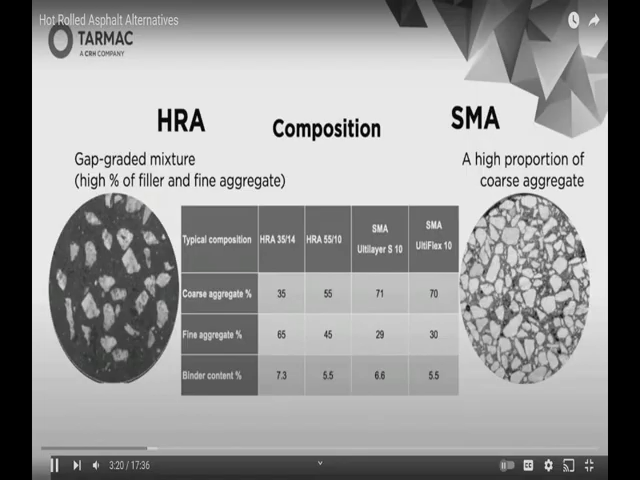 Hot Rolled Asphalt Alternatives
TARMAC
A CRH COMPANY
HRA
Composition
SMA
Gap-graded mixture
(high % of filler and fine aggregate)
A high proportion of
coarse aggregate
Typical composition HRA 35/14 HRA 55/10 SMA Ultilayer S 10 SMA UltiFlex 10
Coarse aggregate % 35 55 71 70
Fine aggregate % 65 45 29 30
Binder content % 7.3 5.5 6.6 5.5
3:20 / 17:36
CC